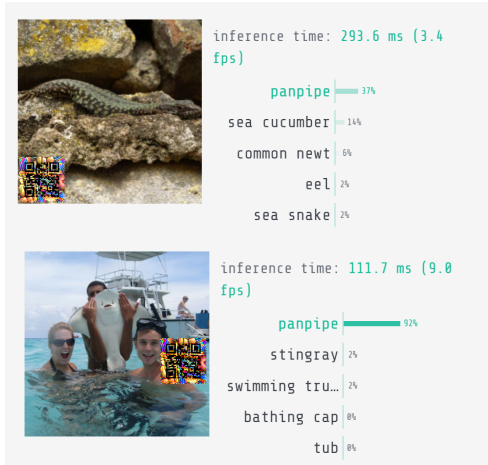 inference time: 293.6 ms (3.4
fps)
panpipe 37%
sea cucumber 14%
common newt 6%
eel 2%
sea snake 2%
inference time: 111.7 ms (9.0
fps)
panpipe 92%
stingray 2%
swimming tru… 2%
bathing cap 0%
tub 0%